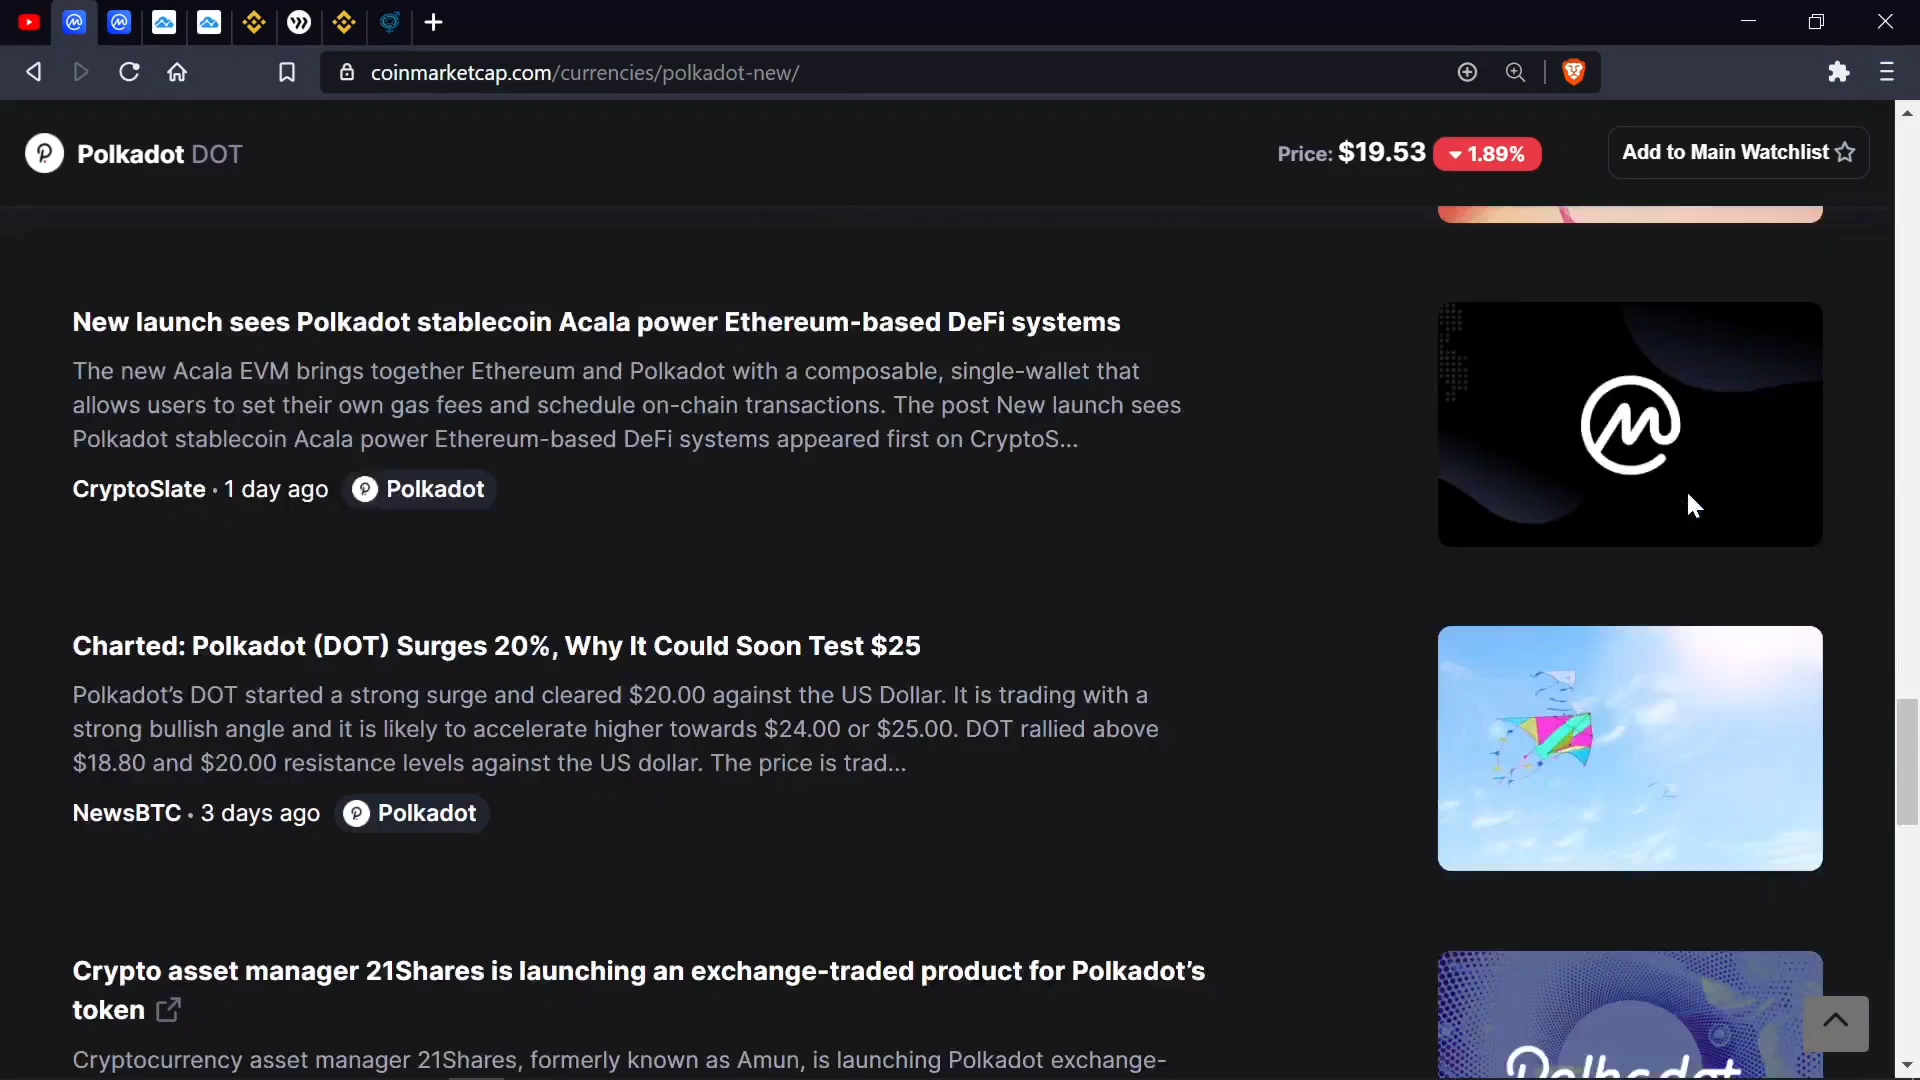 coinmarketcap.com/currencies/polkadot-new/
Polkadot DOT
Price: $19.53 1.89%
Add to Main Watchlist
New launch sees Polkadot stablecoin Acala power Ethereum-based DeFi systems
The new Acala EVM brings together Ethereum and Polkadot with a composable, single-wallet that
allows users to set their own gas fees and schedule on-chain transactions. The post New launch sees
Polkadot stablecoin Acala power Ethereum-based DeFi systems appeared first on CryptoS...
CryptoSlate · 1 day ago Polkadot
Charted: Polkadot (DOT) Surges 20%, Why It Could Soon Test $25
Polkadot's DOT started a strong surge and cleared $20.00 against the US Dollar. It is trading with a
strong bullish angle and it is likely to accelerate higher towards $24.00 or $25.00. DOT rallied above
$18.80 and $20.00 resistance levels against the US dollar. The price is trad...
NewsBTC · 3 days ago Polkadot
Crypto asset manager 21Shares is launching an exchange-traded product for Polkadot's
token
Cryptocurrency asset manager 21Shares, formerly known as Amun, is launching Polkadot exchange-
Polkadot